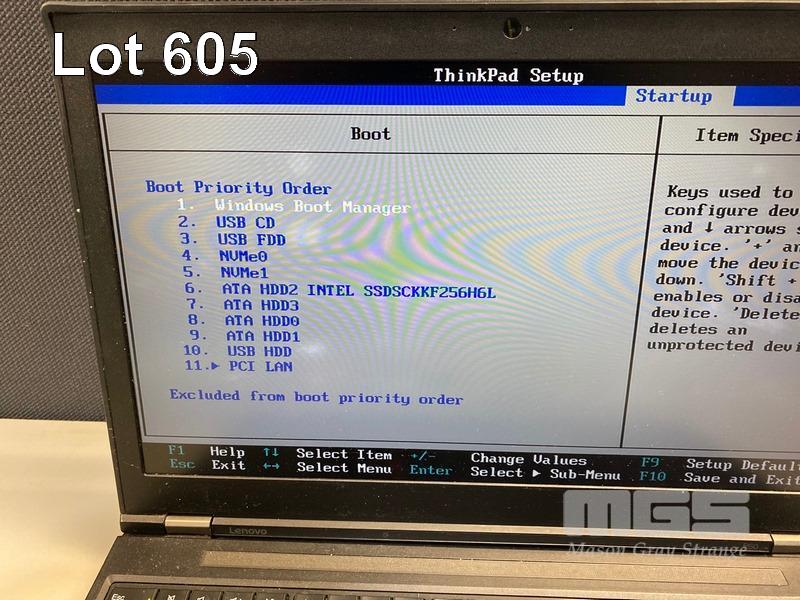 Lot 605
ThinkPad Setup
Startup
Boot
Item Speci
Boot Priority Order
1. Windows Boot Manager
2. USB CD
3. USB FDD
4. NVMe0
5. NVMe1
6. ATA HDD2 INTEL SSDSCKKF256H6L
7. ATA HDD3
8. ATA HDD0
9. ATA HDD1
10. USB HDD
11.▶ PCI LAN
Excluded from boot priority order
Keys used to
configure dev
and ↓ arrows s
device. '+' an
move the devic
down. 'Shift +
enables or disa
device. 'Delete
deletes an
unprotected devi
F1 Help ↑↓ Select Item +/- Change Values F9 Setup Default
Esc Exit ←→ Select Menu Enter Select ▶ Sub-Menu F10 Save and Exit
MGS
Mason Gray Strange
Lenovo
Esc